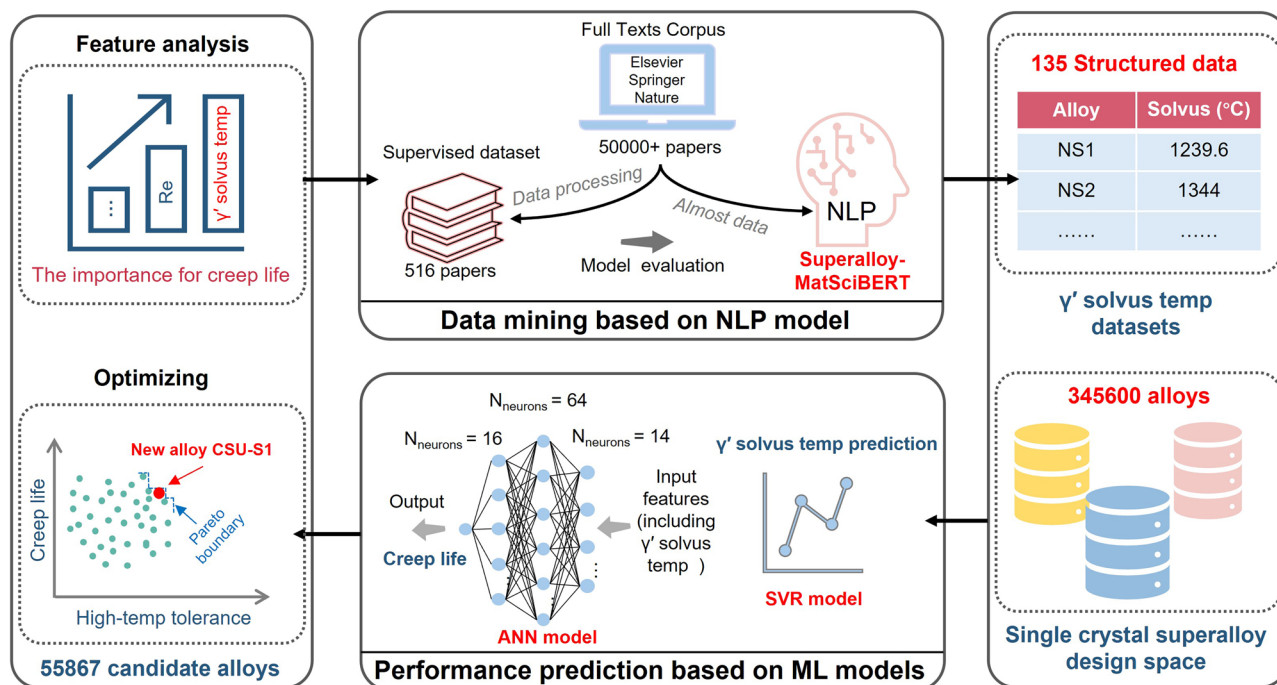 Feature analysis
...
Re
γ′ solvus temp
The importance for creep life
Full Texts Corpus
Elsevier
Springer
Nature
50000+ papers
Supervised dataset
Data processing
Almost data
516 papers
Model evaluation
NLP
Superalloy-
MatSciBERT
Data mining based on NLP model
135 Structured data
Alloy Solvus (°C)
NS1 1239.6
NS2 1344
...... ......
γ′ solvus temp
datasets
345600 alloys
Single crystal superalloy
design space
γ′ solvus temp prediction
SVR model
Input
features
(including
γ′ solvus
temp )
Nneurons = 64
Nneurons = 16
Nneurons = 14
Output
Creep life
ANN model
Performance prediction based on ML models
Optimizing
New alloy CSU-S1
Pareto
boundary
Creep life
High-temp tolerance
55867 candidate alloys